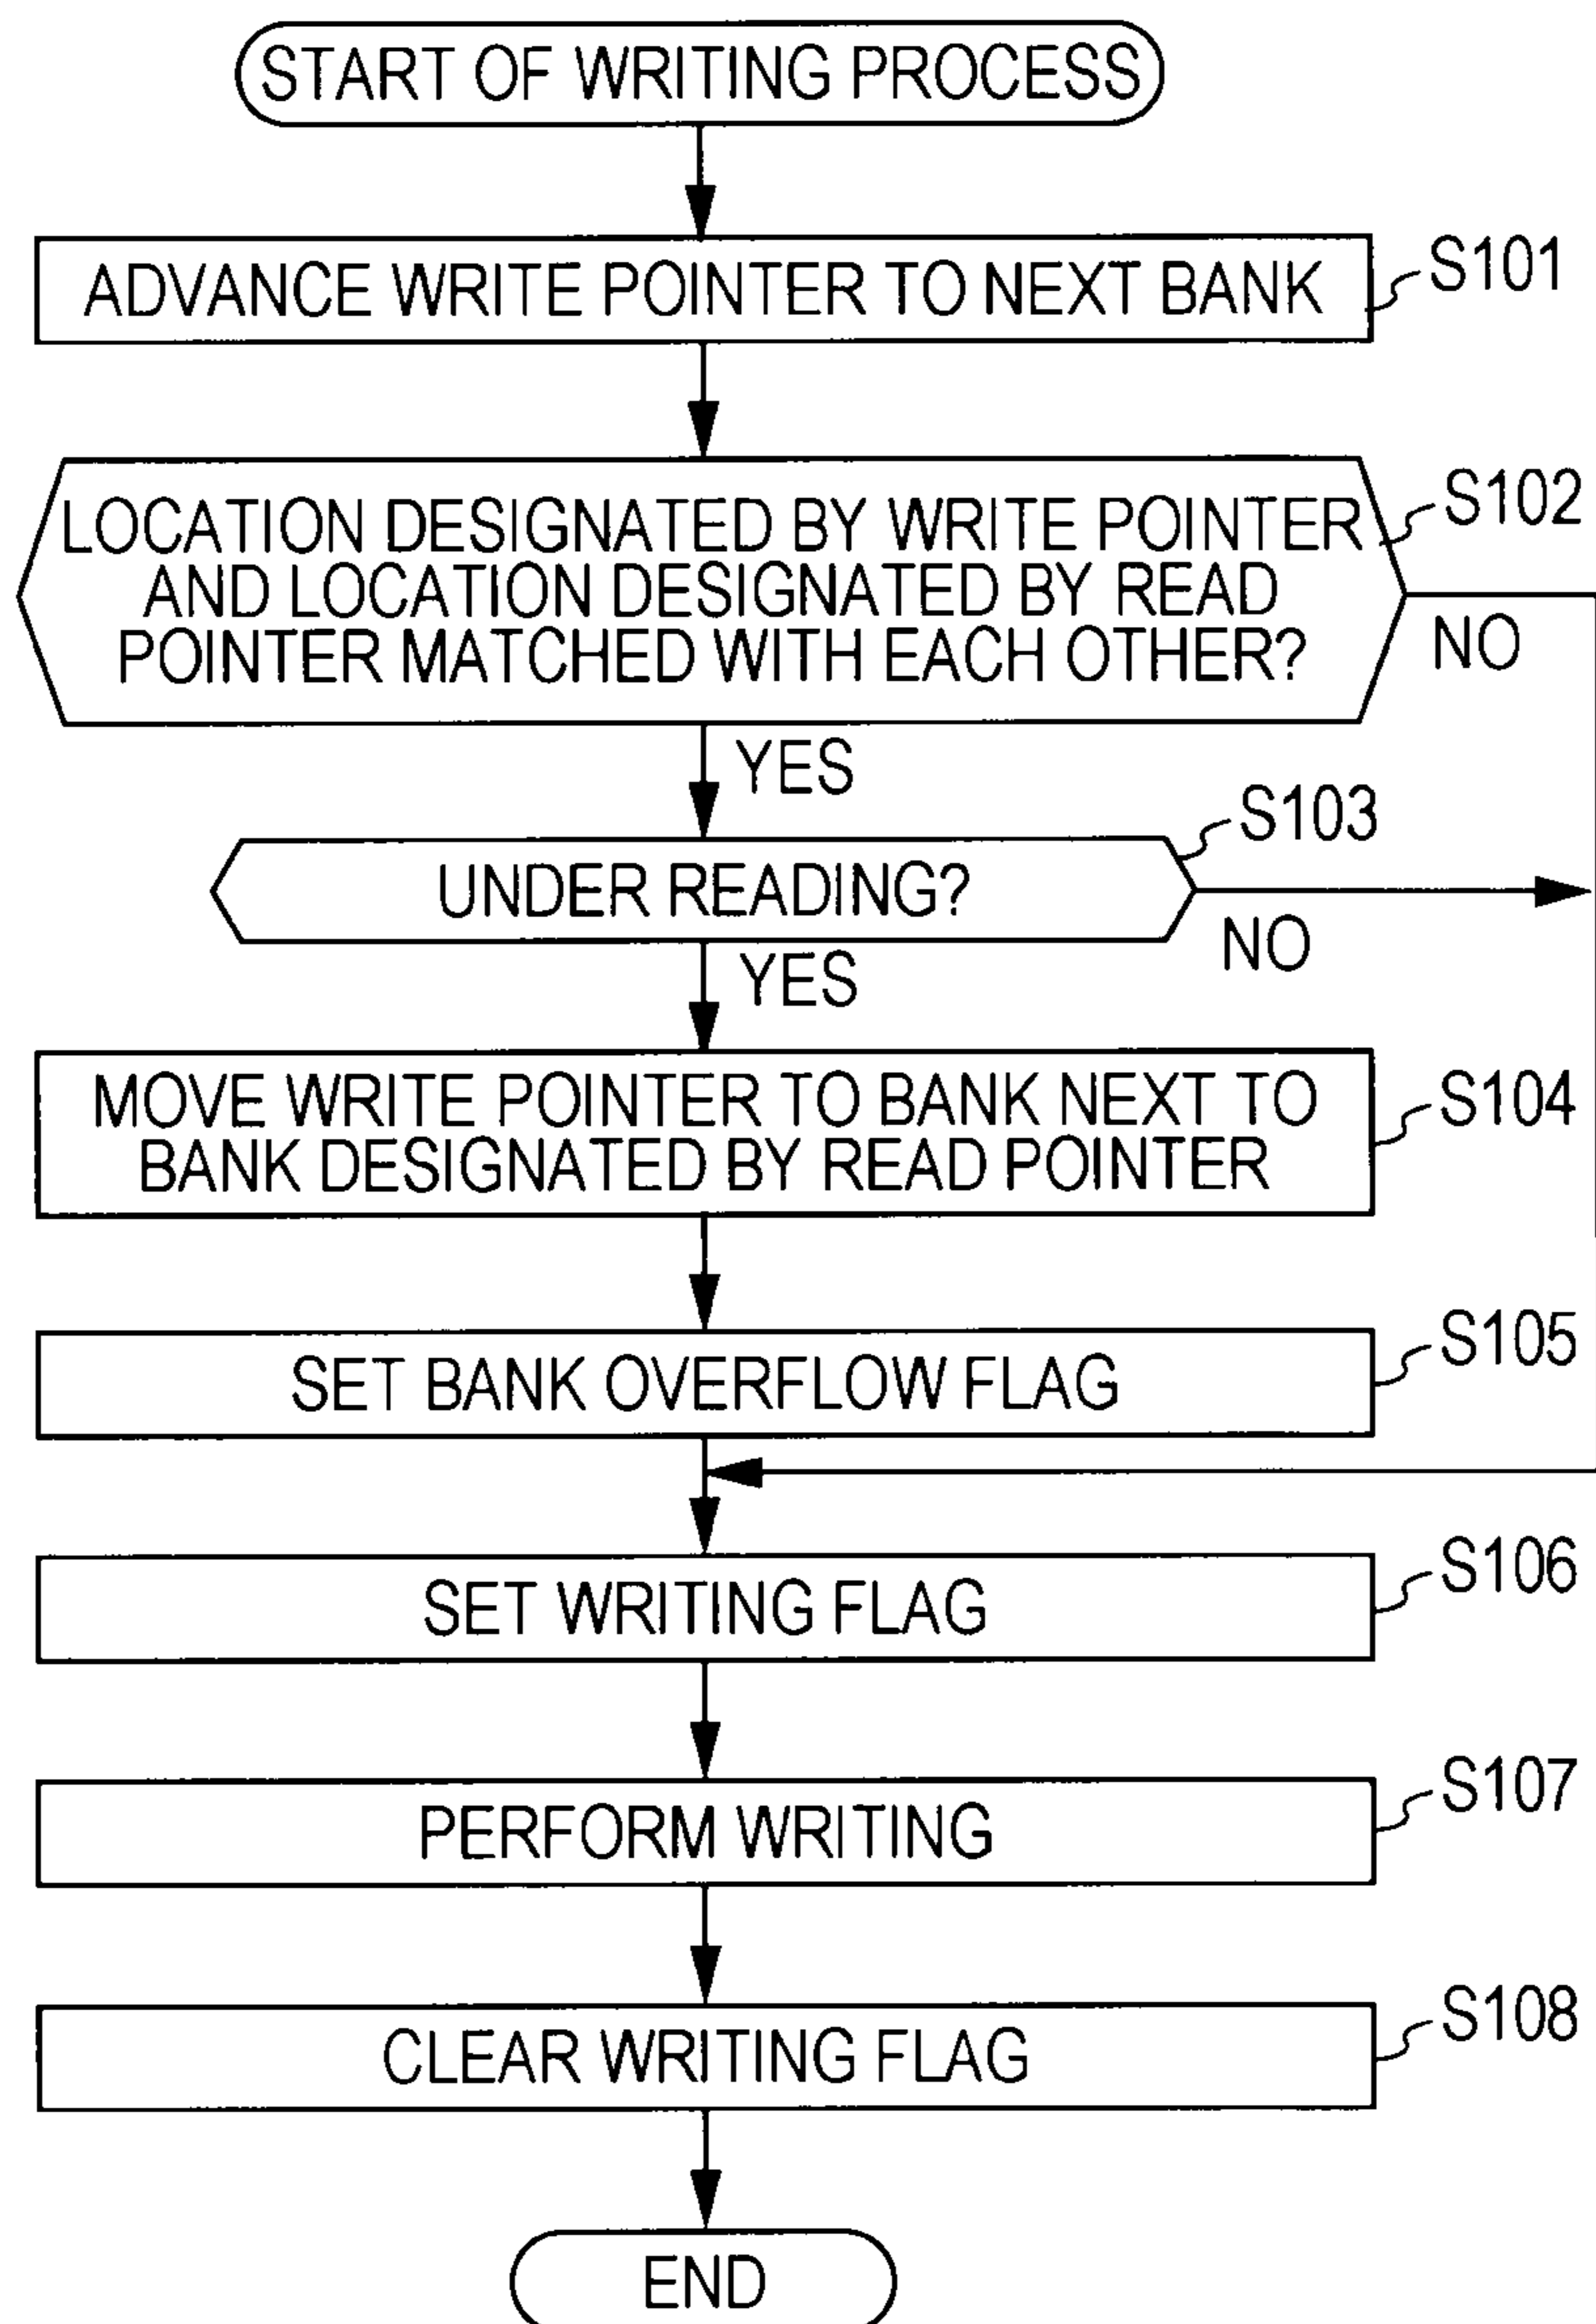 START OF WRITING PROCESS
ADVANCE WRITE POINTER TO NEXT BANK
S101
LOCATION DESIGNATED BY WRITE POINTER
AND LOCATION DESIGNATED BY READ
POINTER MATCHED WITH EACH OTHER?
S102
NO
YES
UNDER READING?
S103
NO
YES
MOVE WRITE POINTER TO BANK NEXT TO
BANK DESIGNATED BY READ POINTER
S104
SET BANK OVERFLOW FLAG
S105
SET WRITING FLAG
S106
PERFORM WRITING
S107
CLEAR WRITING FLAG
S108
END